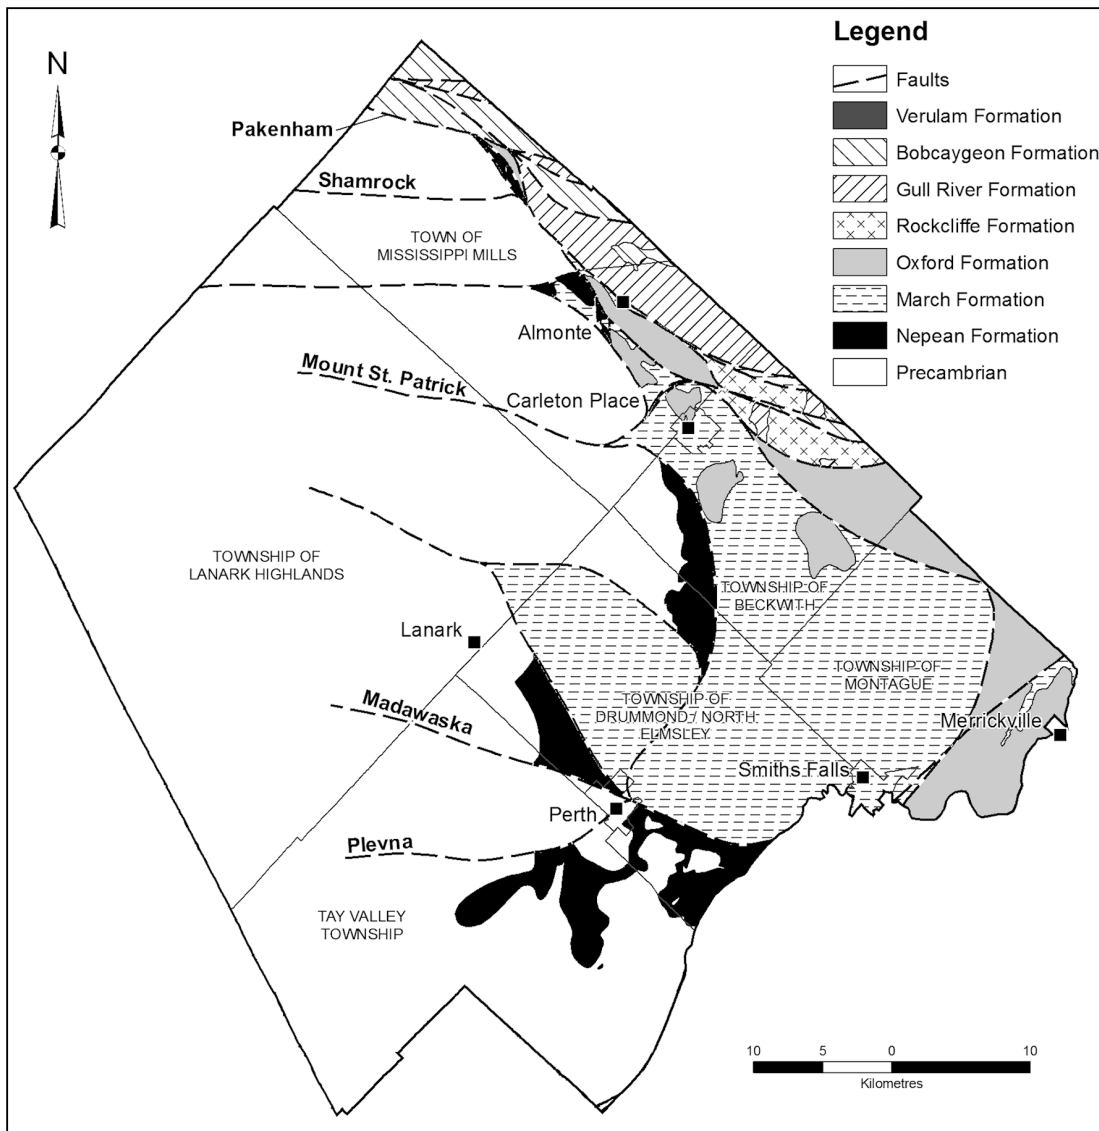 Legend
N
Faults
Verulam Formation
Bobcaygeon Formation
Gull River Formation
Rockcliffe Formation
Oxford Formation
March Formation
Nepean Formation
Precambrian
Pakenham
Shamrock
TOWN OF
MISSISSIPPI MILLS
Almonte
Mount St. Patrick
Carleton Place
TOWNSHIP OF
LANARK HIGHLANDS
TOWNSHIP OF
BECKWITH
Lanark
TOWNSHIP OF
MONTAGUE
Madawaska
TOWNSHIP OF
DRUMMOND / NORTH
ELMSLEY
Merrickville
Smiths Falls
Perth
Plevna
TAY VALLEY
TOWNSHIP
10 5 0 10
Kilometres